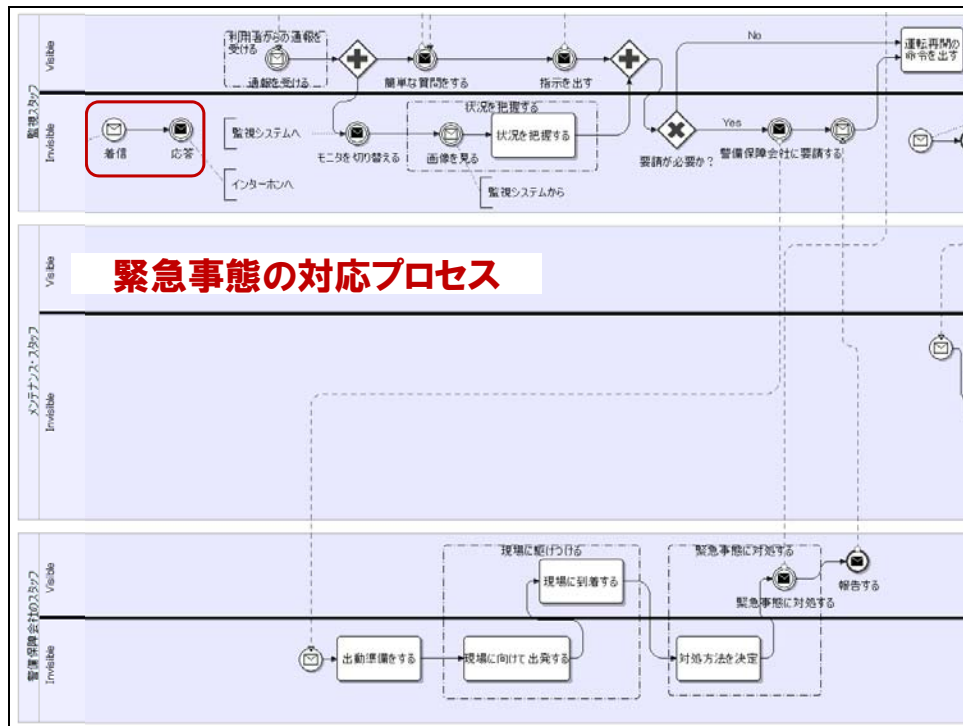 監視スタッフ
Visible
Invisible
利用者からの通報を
受ける
通報を受ける
簡単な質問をする
指示を出す
No
運転再開の
命令を出す
着信
応答
監視システムへ
インターホンへ
モニタを切り替える
状況を把握する
画像を見る
状況を把握する
監視システムから
要請が必要か?
Yes
警備保障会社に要請する
緊急事態の対応プロセス
メンテナンス・スタッフ
Visible
Invisible
警備保障会社のスタッフ
Visible
Invisible
現場に駆けつける
現場に到着する
緊急事態に対処する
緊急事態に対処する
報告する
出動準備をする
現場に向けて出発する
対処方法を決定